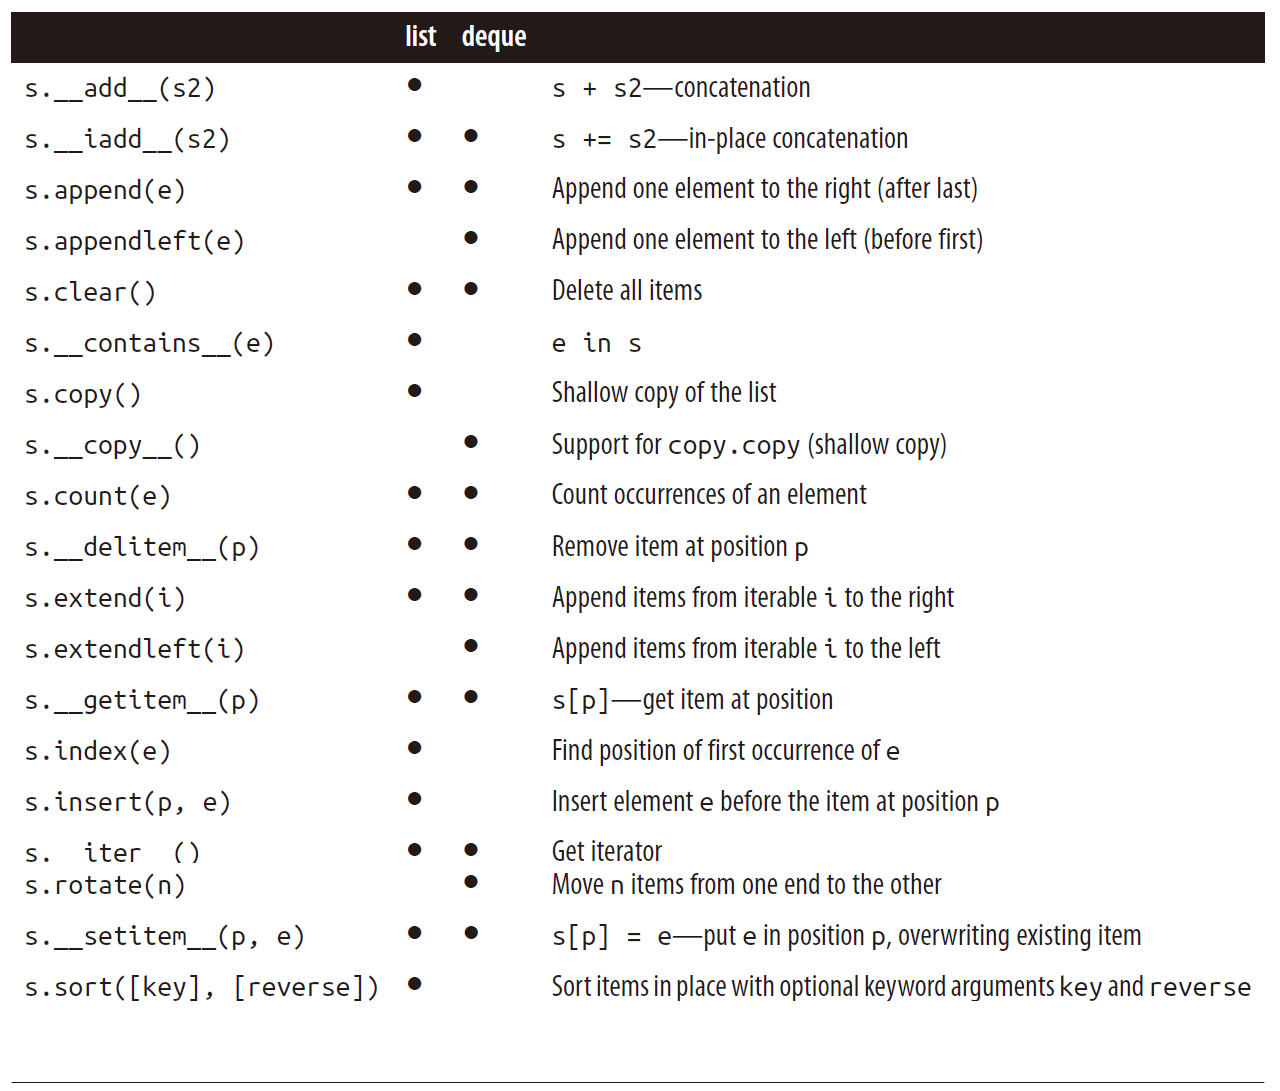 list deque
s.__add__(s2) ● s + s2—concatenation
s.__iadd__(s2) ● ● s += s2—in-place concatenation
s.append(e) ● ● Append one element to the right (after last)
s.appendleft(e) ● Append one element to the left (before first)
s.clear() ● ● Delete all items
s.__contains__(e) ● e in s
s.copy() ● Shallow copy of the list
s.__copy__() ● Support for copy.copy (shallow copy)
s.count(e) ● ● Count occurrences of an element
s.__delitem__(p) ● ● Remove item at position p
s.extend(i) ● ● Append items from iterable i to the right
s.extendleft(i) ● Append items from iterable i to the left
s.__getitem__(p) ● ● s[p]—get item at position
s.index(e) ● Find position of first occurrence of e
s.insert(p, e) ● Insert element e before the item at position p
s.  iter  () ● ● Get iterator
s.rotate(n) ● Move n items from one end to the other
s.__setitem__(p, e) ● ● s[p] = e—put e in position p, overwriting existing item
s.sort([key], [reverse]) ● Sort items in place with optional keyword arguments key and reverse